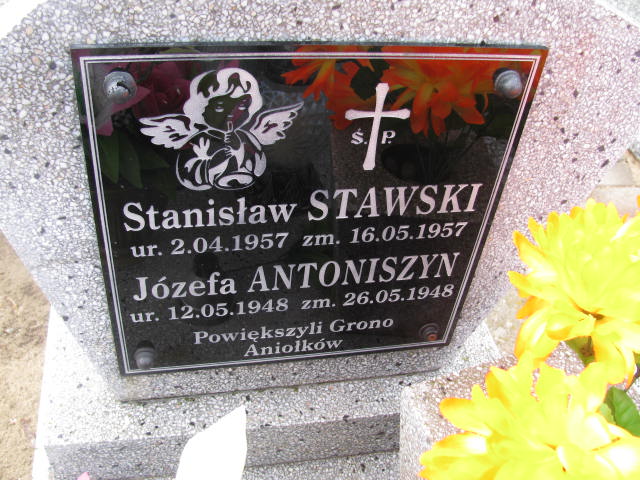 Ś. P.
Stanisław STAWSKI
ur. 2.04.1957 zm. 16.05.1957
Józefa ANTONISZYN
ur. 12.05.1948 zm. 26.05.1948
Powiększyli Grono
Aniołków